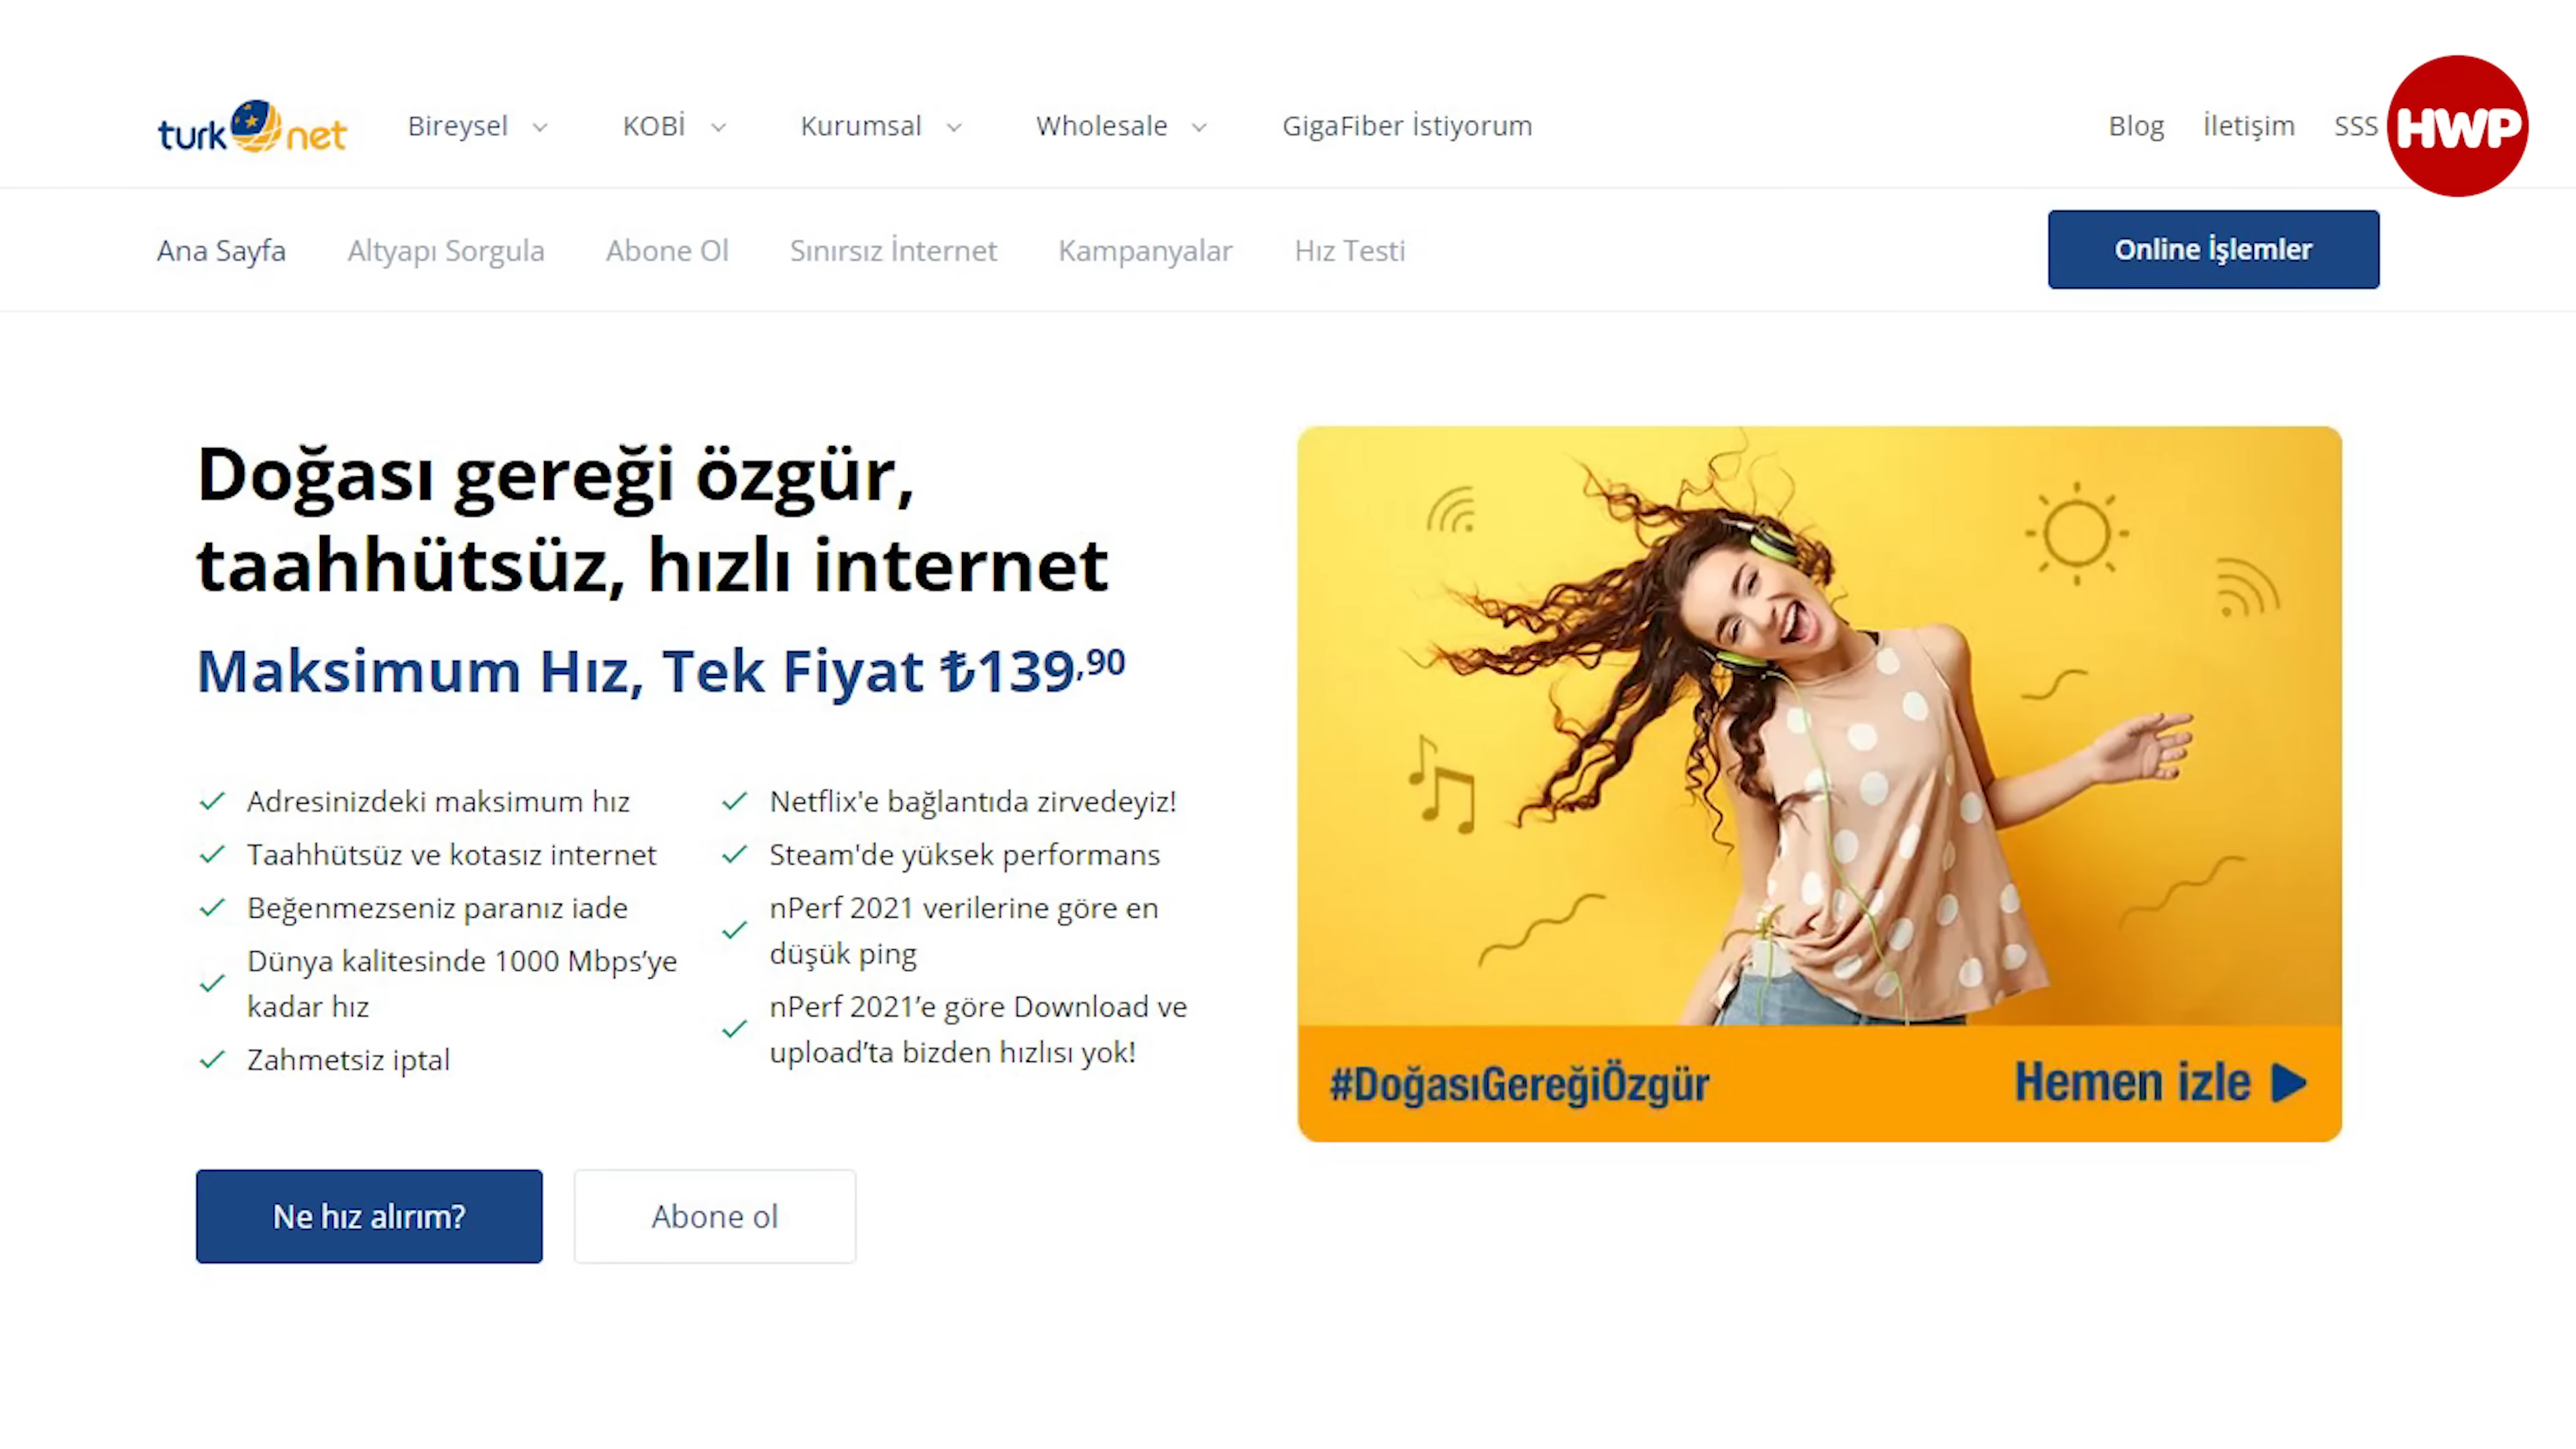 turk net
Bireysel
KOBİ
Kurumsal
Wholesale
GigaFiber İstiyorum
Blog
İletişim
SSS
HWP
Ana Sayfa
Altyapı Sorgula
Abone Ol
Sınırsız İnternet
Kampanyalar
Hız Testi
Online İşlemler
Doğası gereği özgür,
taahhütsüz, hızlı internet
Maksimum Hız, Tek Fiyat ₺139,90
Adresinizdeki maksimum hız
Taahhütsüz ve kotasız internet
Beğenmezseniz paranız iade
Dünya kalitesinde 1000 Mbps’ye
kadar hız
Zahmetsiz iptal
Netflix'e bağlantıda zirvedeyiz!
Steam'de yüksek performans
nPerf 2021 verilerine göre en
düşük ping
nPerf 2021’e göre Download ve
upload’ta bizden hızlısı yok!
#DoğasıGereğiÖzgür
Hemen izle
Ne hız alırım?
Abone ol